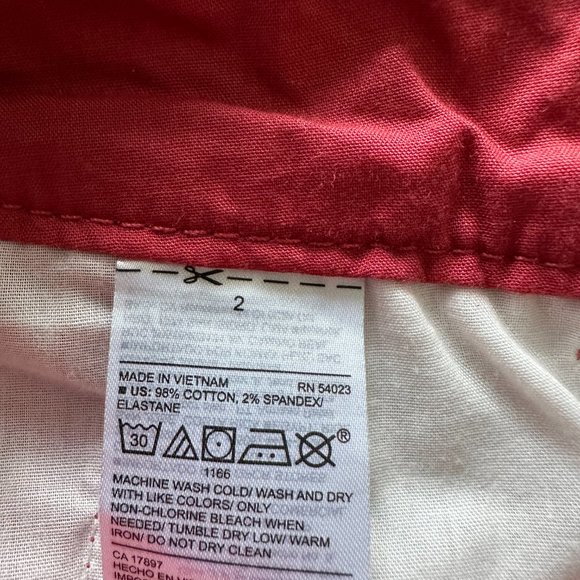 2
MADE IN VIETNAM RN 54023
■ US: 98% COTTON, 2% SPANDEX/
ELASTANE
30 ®
1166
MACHINE WASH COLD/ WASH AND DRY
WITH LIKE COLORS/ ONLY
NON-CHLORINE BLEACH WHEN
NEEDED/ TUMBLE DRY LOW/ WARM
IRON/ DO NOT DRY CLEAN
CA 17897
HECHO EN